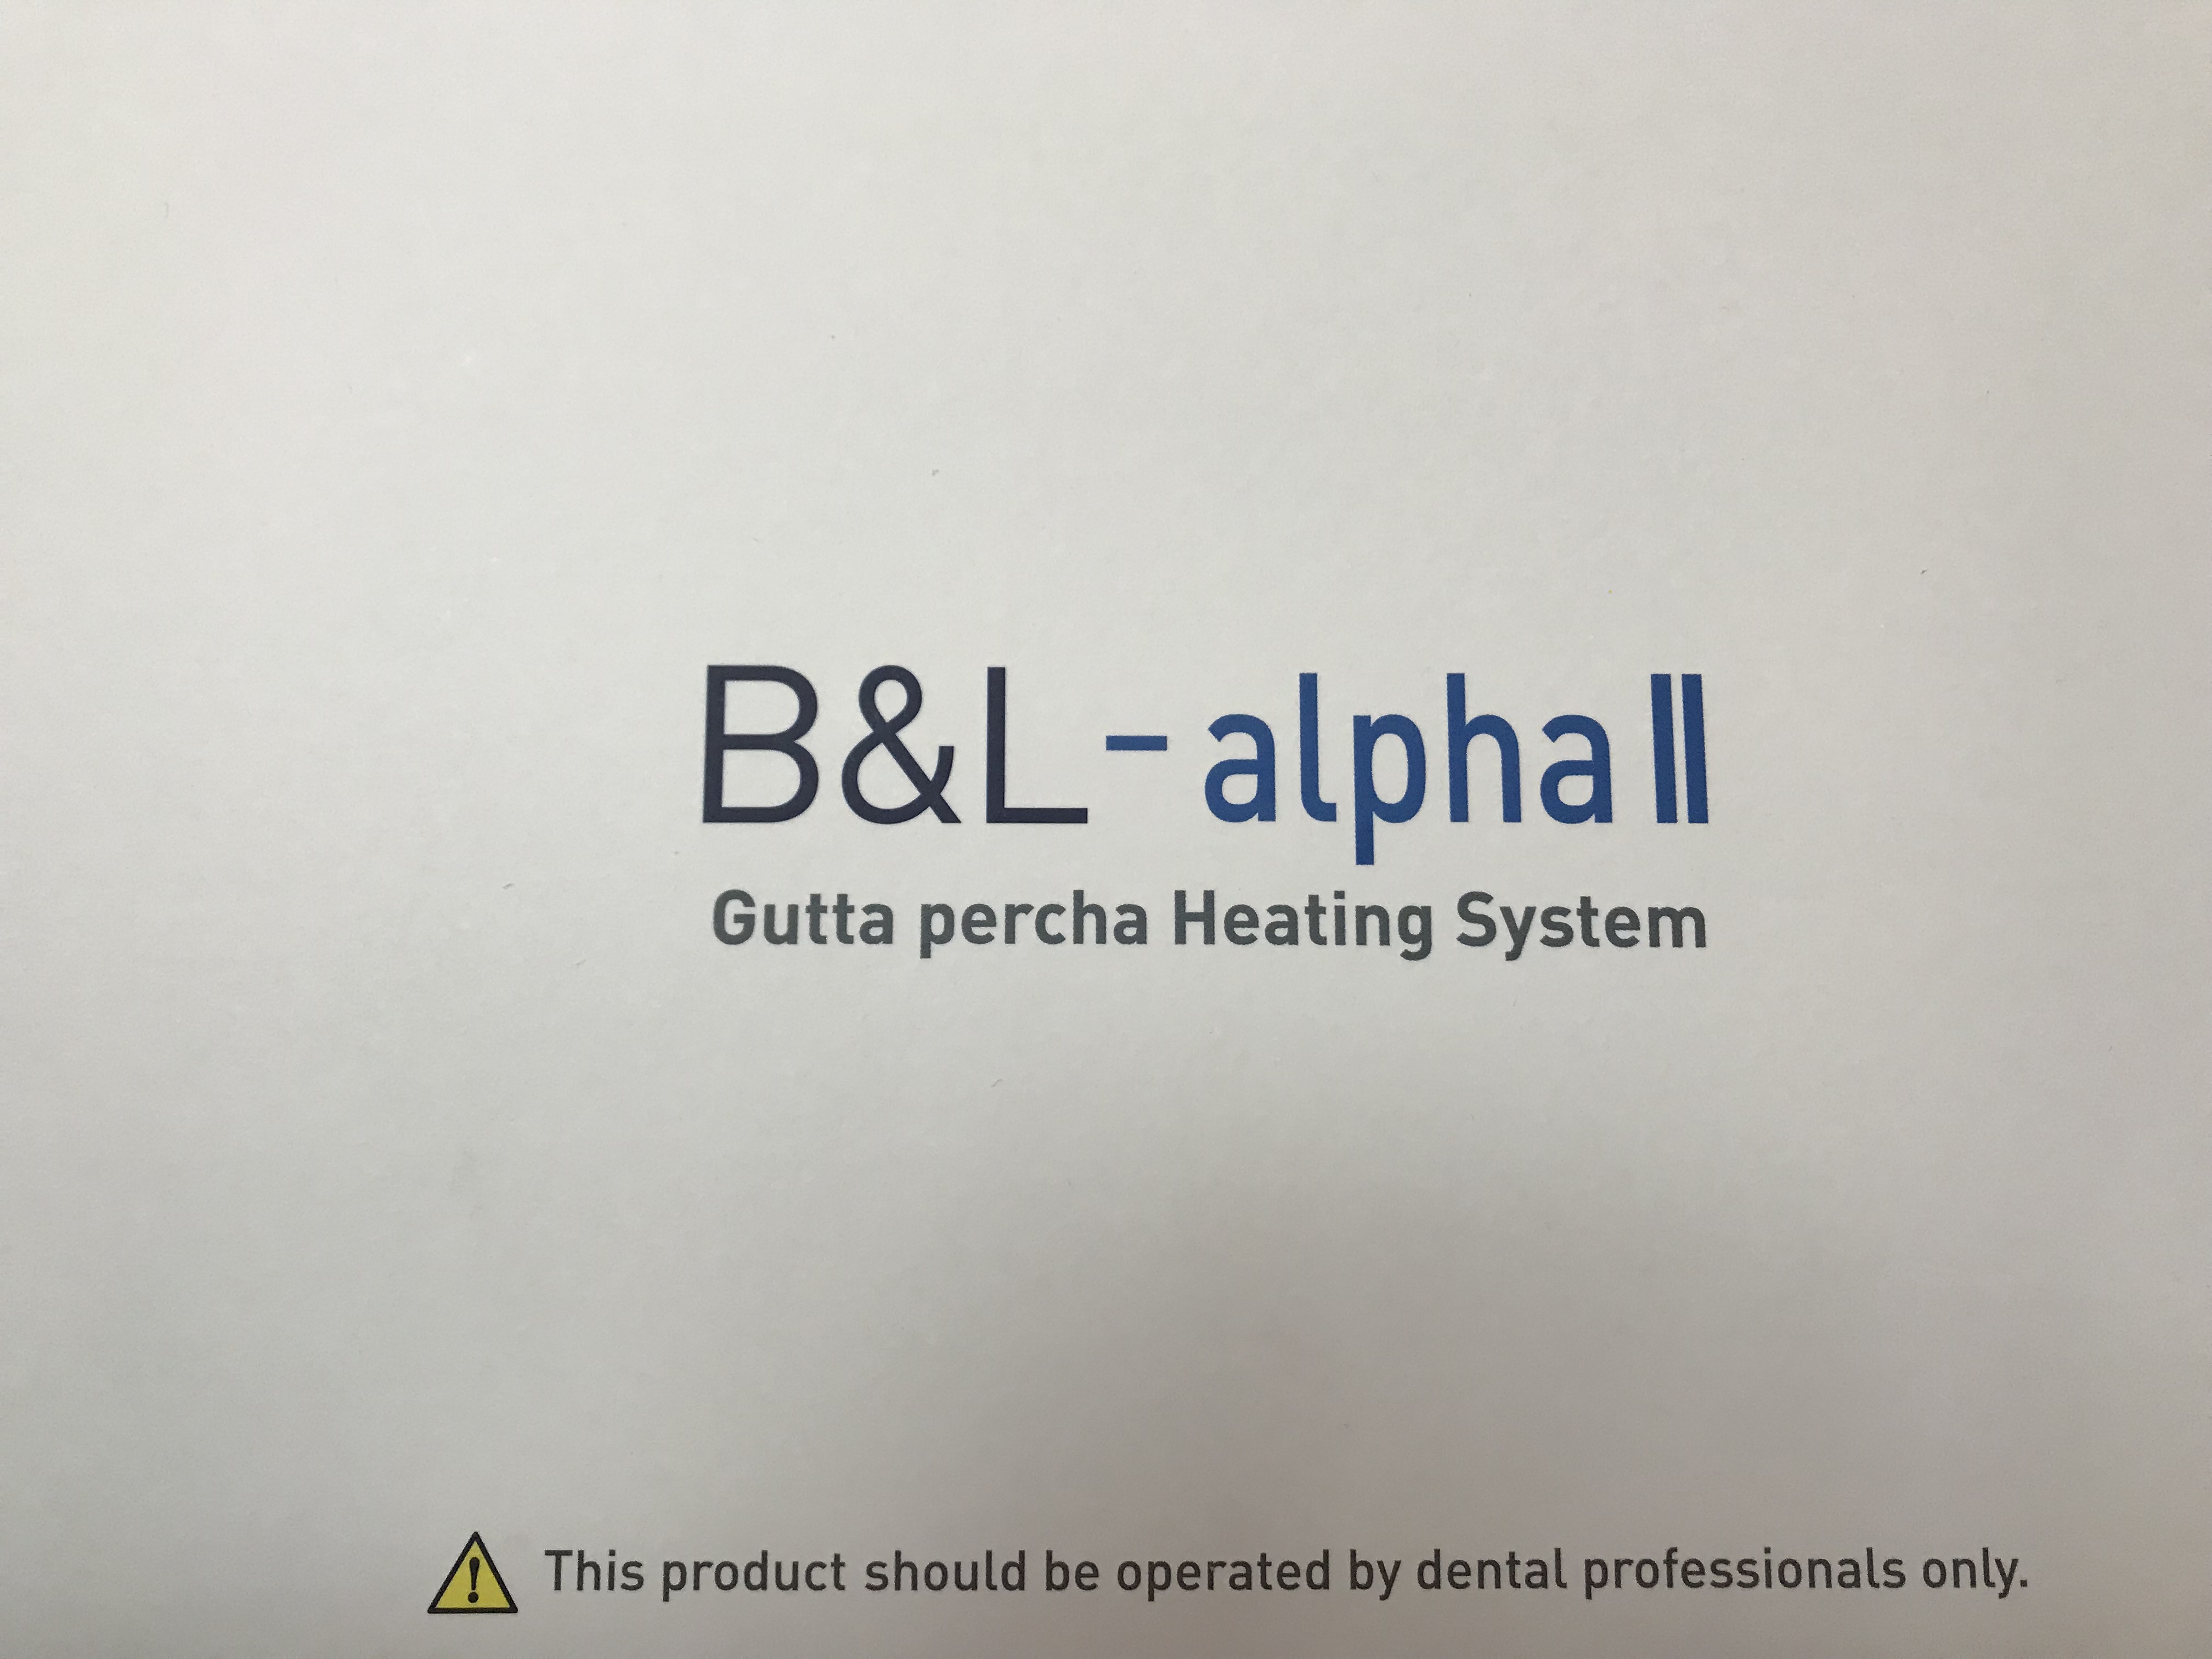 B&L-alpha II
Gutta percha Heating System
This product should be operated by dental professionals only.